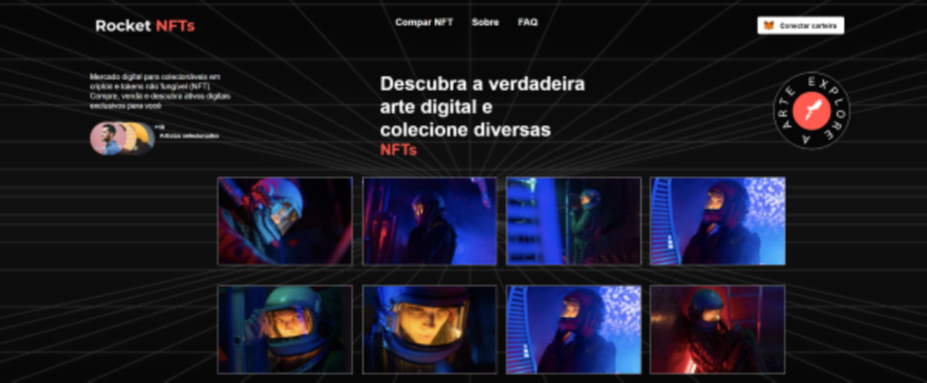 Rocket NFTs
Compar NFT Sobre FAQ
Conectar carteira
Mercado digital para colecionáveis em
criptos e tokens não fungível (NFT).
Compre, venda e descubra ativos digitais
exclusivos para você
Artistas selecionados
Descubra a verdadeira
arte digital e
colecione diversas
NFTs
EXPLORE A ARTE